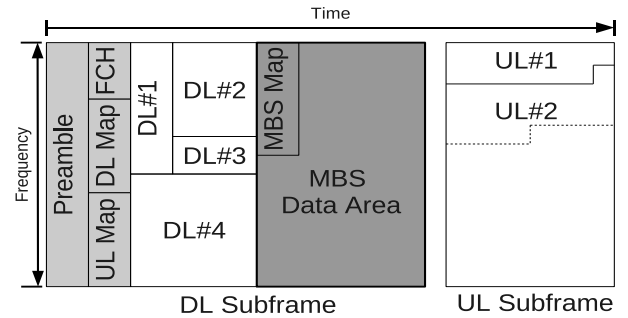 Time
Frequency
Preamble
FCH
DL Map
UL Map
DL#1
DL#2
DL#3
DL#4
MBS Map
MBS
Data Area
UL#1
UL#2
DL Subframe
UL Subframe